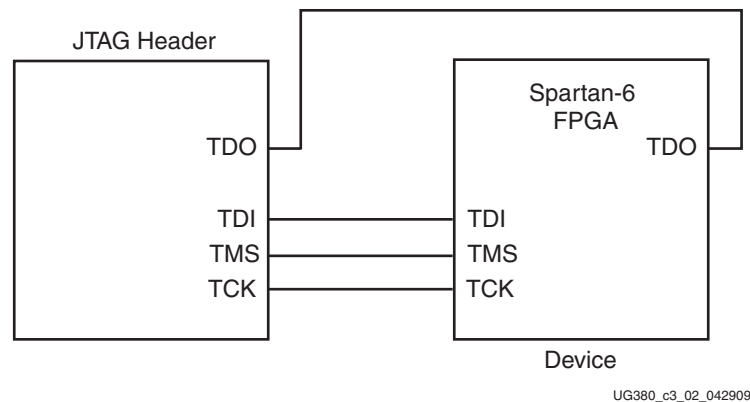 JTAG Header
TDO
TDI
TMS
TCK
Spartan-6
FPGA
TDO
TDI
TMS
TCK
Device
UG380_c3_02_042909